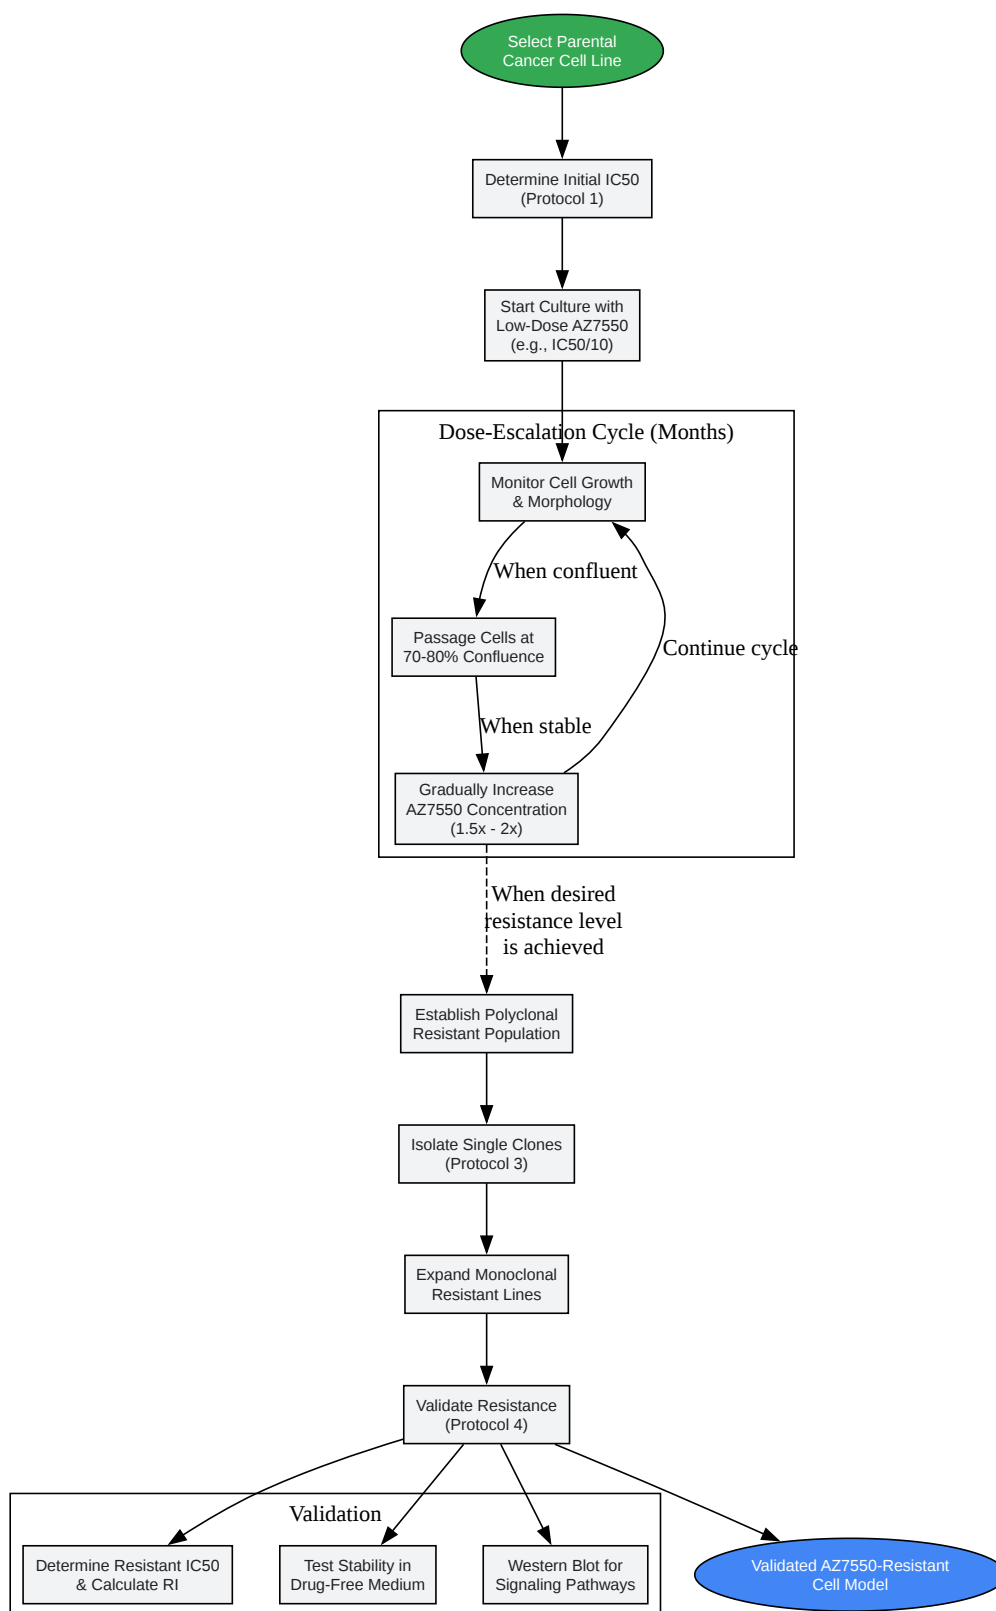 Select Parental
Cancer Cell Line
Determine Initial IC50
(Protocol 1)
Start Culture with
Low-Dose AZ7550
(e.g., IC50/10)
Dose-Escalation Cycle (Months)
Monitor Cell Growth
& Morphology
When confluent
Passage Cells at
70-80% Confluence
Continue cycle
When stable
Gradually Increase
AZ7550 Concentration
(1.5x - 2x)
When desired
resistance level
is achieved
Establish Polyclonal
Resistant Population
Isolate Single Clones
(Protocol 3)
Expand Monoclonal
Resistant Lines
Validate Resistance
(Protocol 4)
Validation
Determine Resistant IC50
& Calculate RI
Test Stability in
Drug-Free Medium
Western Blot for
Signaling Pathways
Validated AZ7550-Resistant
Cell Model